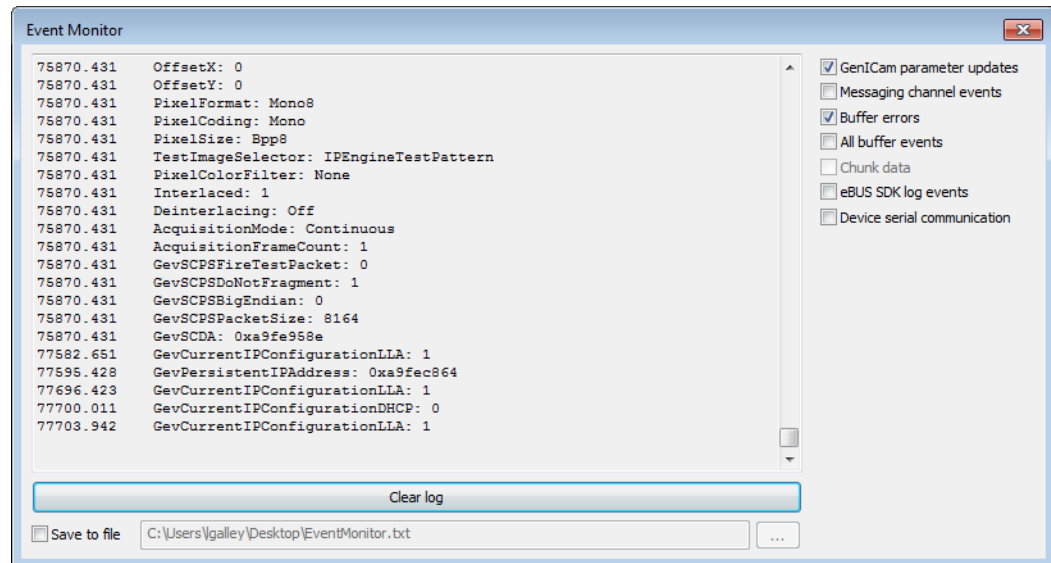 Event Monitor
75870.431 OffsetX: 0
75870.431 OffsetY: 0
75870.431 PixelFormat: Mono8
75870.431 PixelCoding: Mono
75870.431 PixelSize: Bpp8
75870.431 TestImageSelector: IPEngineTestPattern
75870.431 PixelColorFilter: None
75870.431 Interlaced: 1
75870.431 Deinterlacing: Off
75870.431 AcquisitionMode: Continuous
75870.431 AcquisitionFrameCount: 1
75870.431 GevSCPSFireTestPacket: 0
75870.431 GevSCPSDoNotFragment: 1
75870.431 GevSCPSBigEndian: 0
75870.431 GevSCPSPacketSize: 8164
75870.431 GevSCDA: 0xa9fe958e
77582.651 GevCurrentIPConfigurationLLA: 1
77595.428 GevPersistentIPAddress: 0xa9fec864
77696.423 GevCurrentIPConfigurationLLA: 1
77700.011 GevCurrentIPConfigurationDHCP: 0
77703.942 GevCurrentIPConfigurationLLA: 1
GenICam parameter updates
Messaging channel events
Buffer errors
All buffer events
Chunk data
eBUS SDK log events
Device serial communication
Clear log
Save to file
C:\Users\lgalley\Desktop\EventMonitor.txt
...